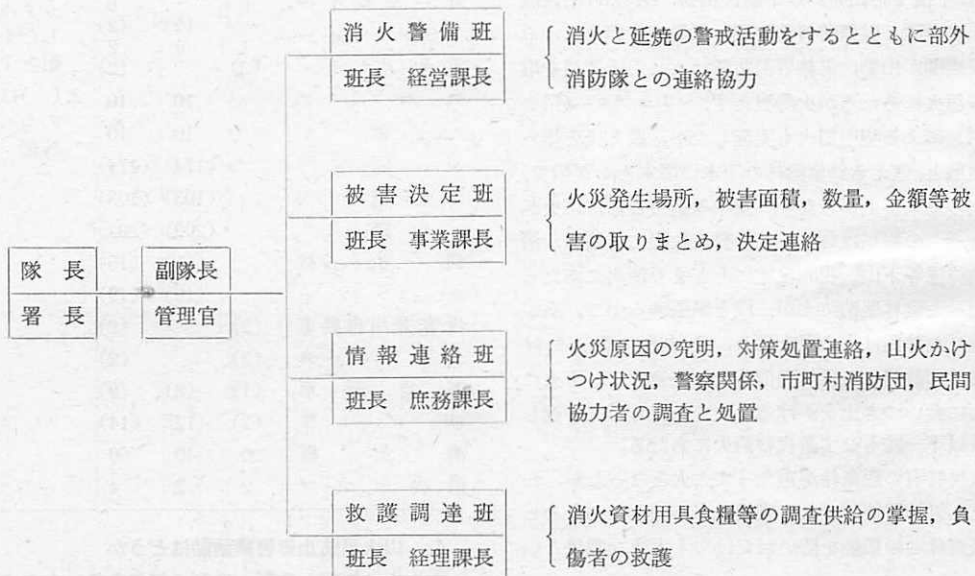 消火警備班
班長　経営課長
消火と延焼の警戒活動をするとともに部外
消防隊との連絡協力
被害決定班
班長　事業課長
火災発生場所，被害面積，数量，金額等被
害の取りまとめ，決定連絡
隊　長
署　長
副隊長
管理官
情報連絡班
班長　庶務課長
火災原因の究明，対策処置連絡，山火かけ
つけ状況，警察関係，市町村消防団，民間
協力者の調査と処置
救護調達班
班長　経理課長
消火資材用具食糧等の調査供給の掌握，負
傷者の救護